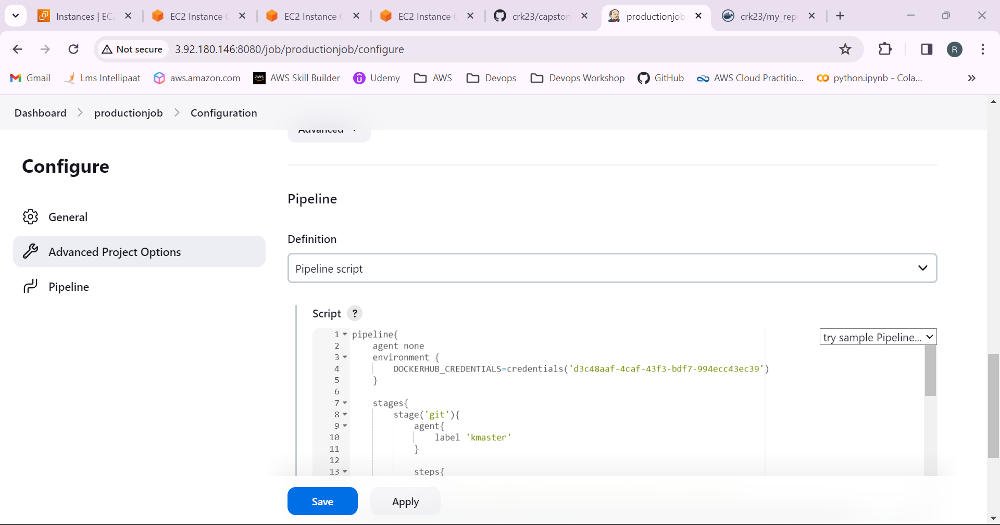 Instances | EC2
EC2 Instance C
EC2 Instance C
EC2 Instance C
crk23/capston
productionjob
crk23/my_repo
Not secure
3.92.180.146:8080/job/productionjob/configure
R
Gmail
Lms Intellipaat
aws.amazon.com
aws
AWS Skill Builder
Udemy
AWS
Devops
Devops Workshop
GitHub
AWS Cloud Practitio...
python.ipynb - Cola...
Dashboard
productionjob
Configuration
Advanced
Configure
General
Advanced Project Options
Pipeline
Pipeline
Definition
Pipeline script
Script ?
try sample Pipeline...
1 pipeline{
2 agent none
3 environment {
4 DOCKERHUB_CREDENTIALS=credentials('d3c48aaf-4caf-43f3-bdf7-994ecc43ec39')
5 }
6
7 stages{
8 stage('git'){
9 agent{
10 label 'kmaster'
11 }
12
13 steps{
Save
Apply